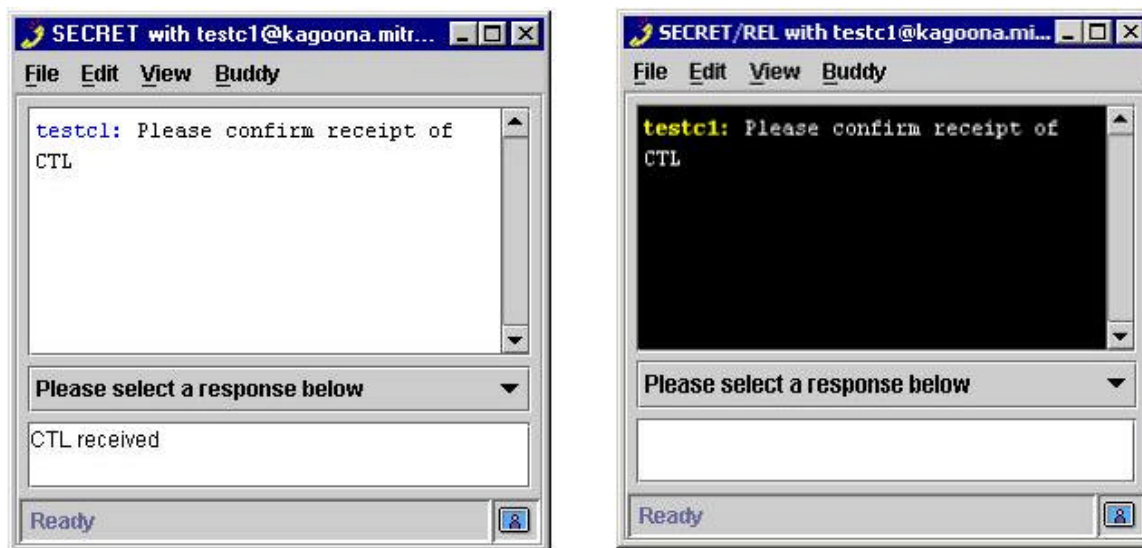 SECRET with testc1@kagoona.mitr...
File Edit View Buddy
testc1: Please confirm receipt of
CTL
Please select a response below
CTL received
Ready
SECRET/REL with testc1@kagoona.mi...
File Edit View Buddy
testc1: Please confirm receipt of
CTL
Please select a response below
Ready